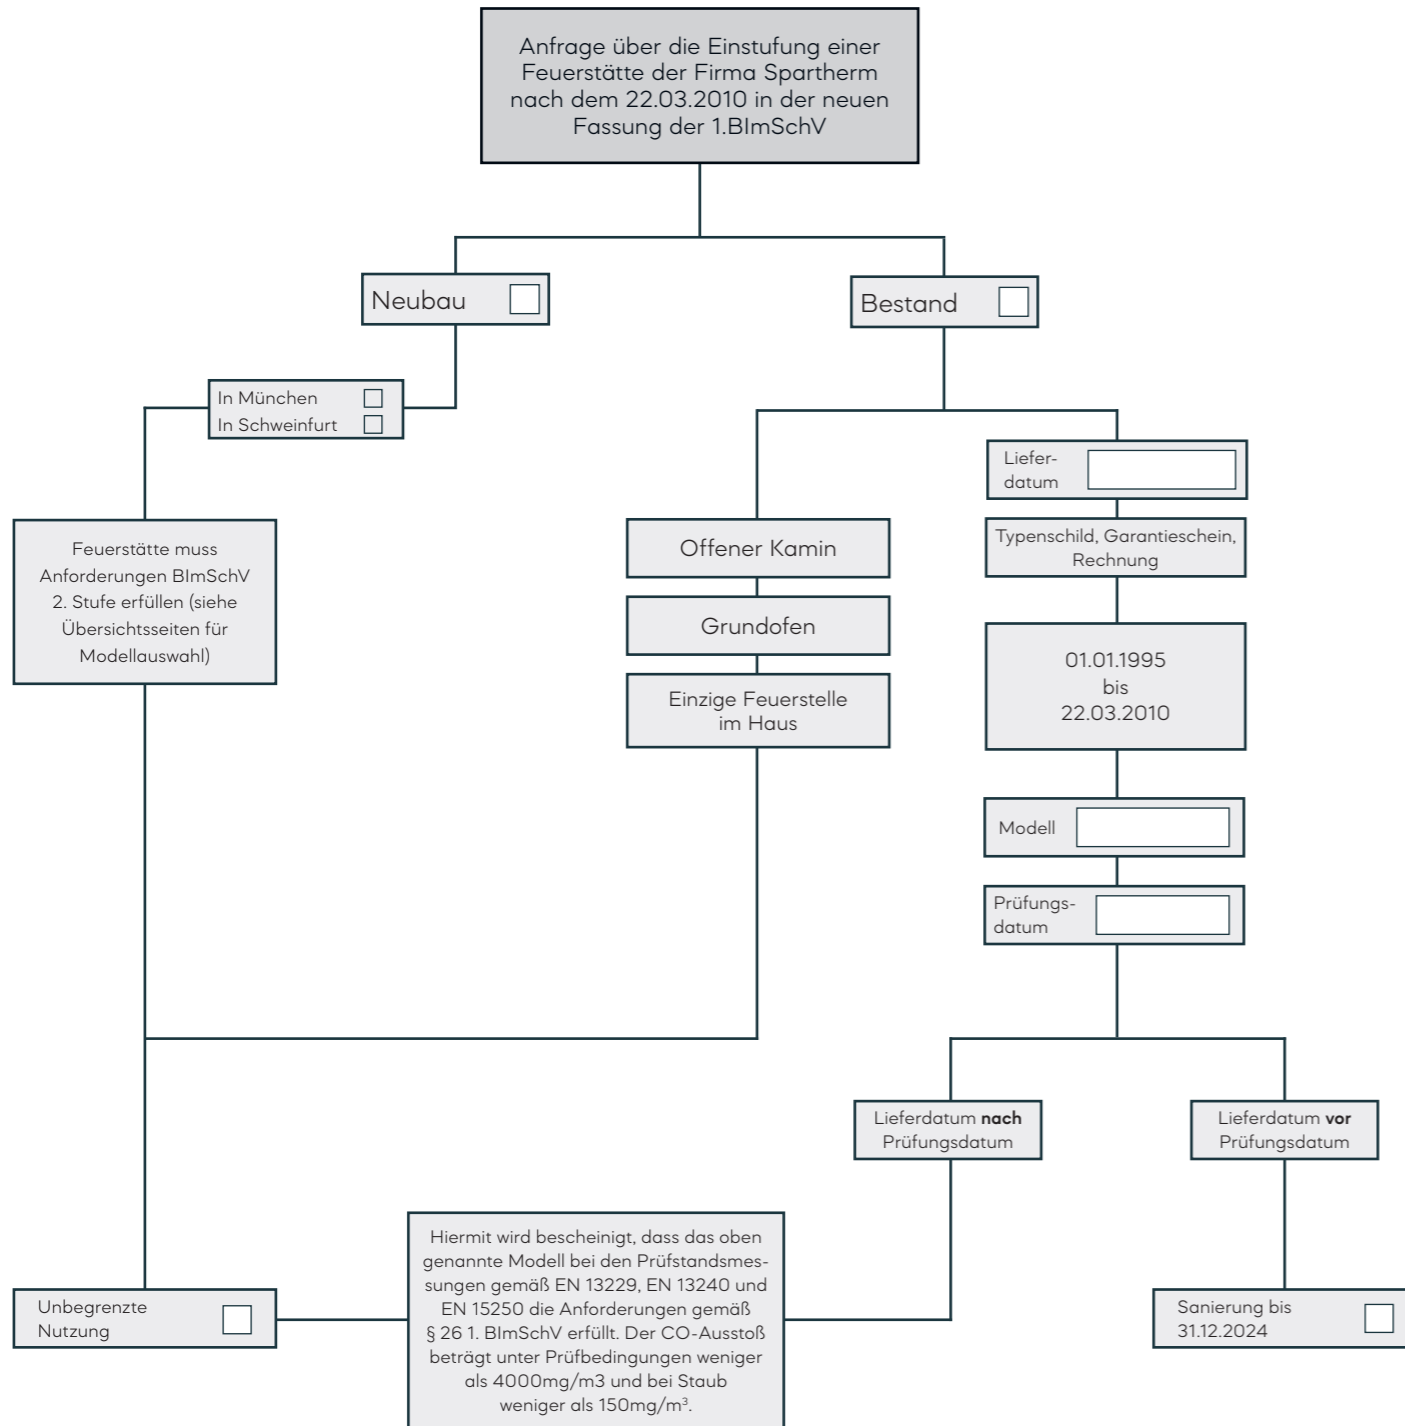 Anfrage über die Einstufung einer
Feuerstätte der Firma Spartherm
nach dem 22.03.2010 in der neuen
Fassung der 1.BImSchV
Neubau
Bestand
In München
In Schweinfurt
Feuerstätte muss
Anforderungen BImSchV
2. Stufe erfüllen (siehe
Übersichtsseiten für
Modellauswahl)
Offener Kamin
Grundofen
Einzige Feuerstelle
im Haus
Liefer-
datum
Typenschild, Garantieschein,
Rechnung
01.01.1995
bis
22.03.2010
Modell
Prüfungs-
datum
Lieferdatum nach
Prüfungsdatum
Lieferdatum vor
Prüfungsdatum
Unbegrenzte
Nutzung
Hiermit wird bescheinigt, dass das oben
genannte Modell bei den Prüfstandsmes-
sungen gemäß EN 13229, EN 13240 und
EN 15250 die Anforderungen gemäß
§ 26 1. BImSchV erfüllt. Der CO-Ausstoß
beträgt unter Prüfbedingungen weniger
als 4000mg/m3 und bei Staub
weniger als 150mg/m³.
Sanierung bis
31.12.2024